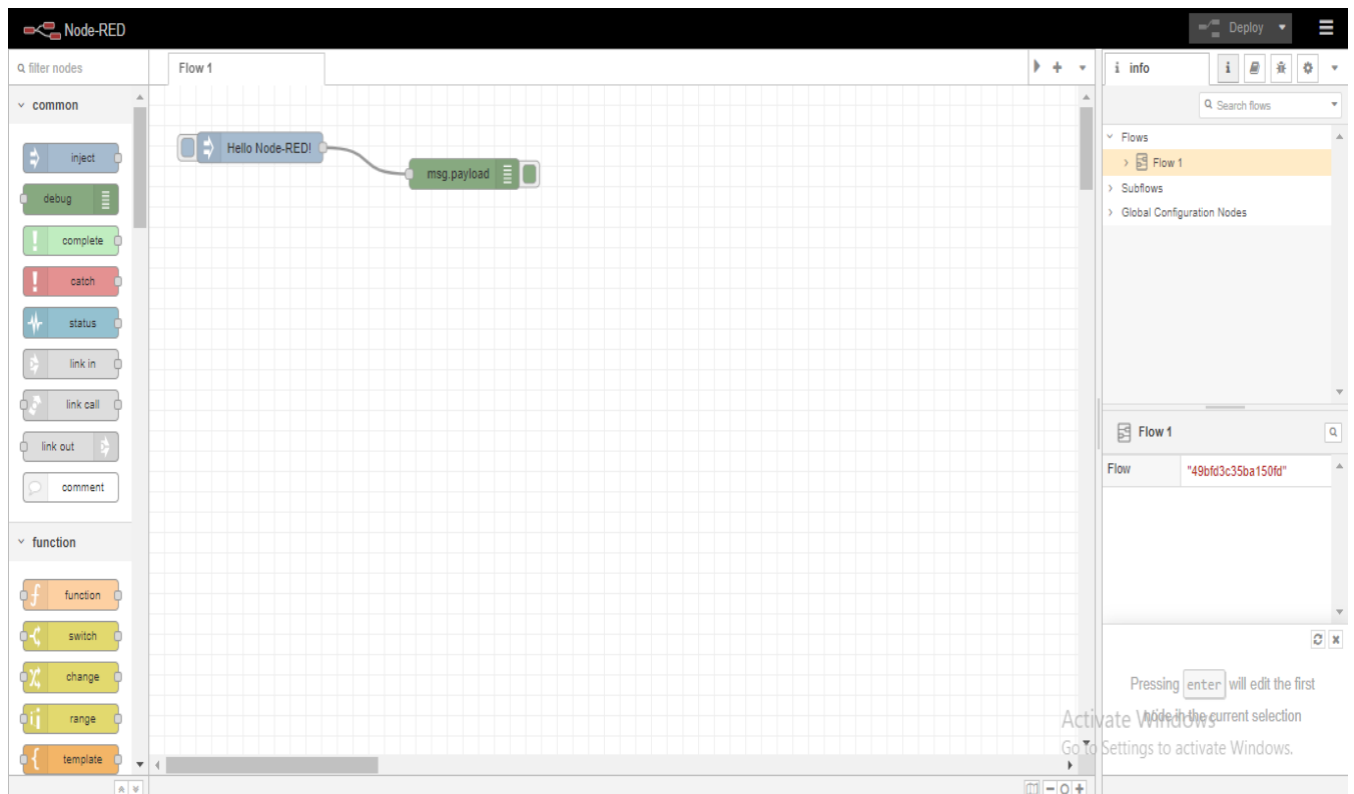 Node-RED
Deploy
filter nodes
Flow 1
i info
i
Search flows
common
inject
debug
complete
catch
status
link in
link call
link out
comment
function
function
switch
change
range
template
Hello Node-RED!
msg.payload
Flows
Flow 1
Subflows
Global Configuration Nodes
Flow 1
Flow "49bfd3c35ba150fd"
Pressing enter will edit the first
node in the current selection
Activate Windows
Go to Settings to activate Windows.